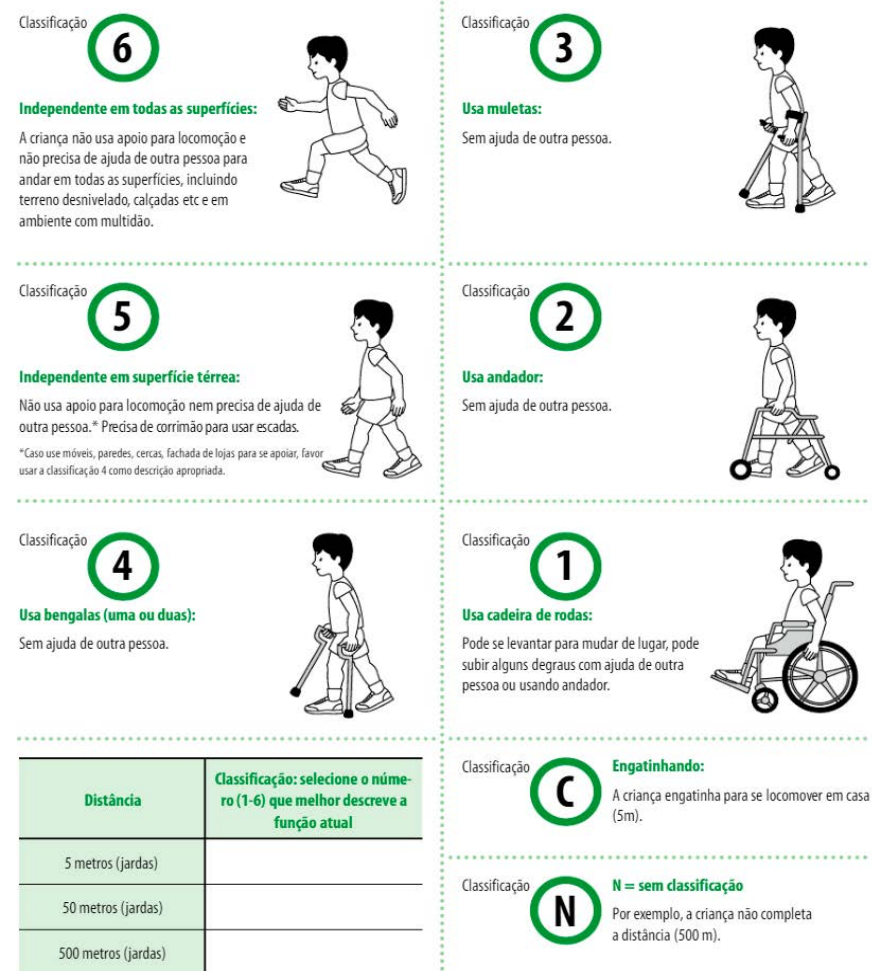 Classificação
6
Independente em todas as superfícies:
A criança não usa apoio para locomoção e
não precisa de ajuda de outra pessoa para
andar em todas as superfícies, incluindo
terreno desnivelado, calçadas etc e em
ambiente com multidão.
Classificação
3
Usa muletas:
Sem ajuda de outra pessoa.
Classificação
5
Independente em superfície térrea:
Não usa apoio para locomoção nem precisa de ajuda de
outra pessoa.* Precisa de corrimão para usar escadas.
*Caso use móveis, paredes, cercas, fachada de lojas para se apoiar, favor
usar a classificação 4 como descrição apropriada.
Classificação
2
Usa andador:
Sem ajuda de outra pessoa.
Classificação
4
Usa bengalas (uma ou duas):
Sem ajuda de outra pessoa.
Classificação
1
Usa cadeira de rodas:
Pode se levantar para mudar de lugar, pode
subir alguns degraus com ajuda de outra
pessoa ou usando andador.
Distância
Classificação: selecione o núme-
ro (1-6) que melhor descreve a
função atual
5 metros (jardas)
50 metros (jardas)
500 metros (jardas)
Classificação
C
Engatinhando:
A criança engatinha para se locomover em casa
(5m).
Classificação
N
N = sem classificação
Por exemplo, a criança não completa
a distância (500 m).